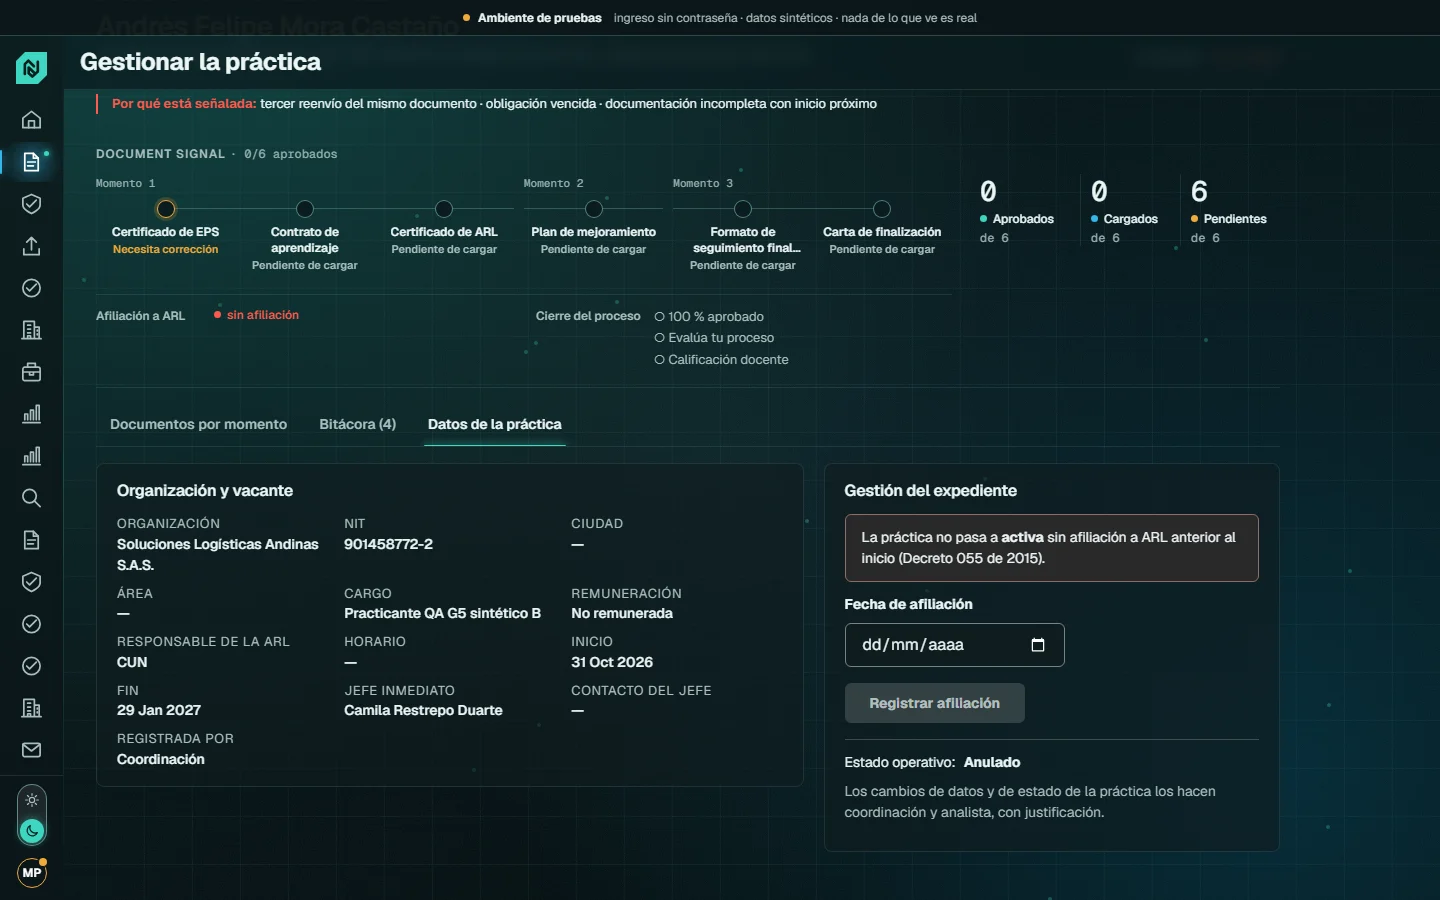 Ambiente de pruebas ingreso sin contraseña · datos sintéticos · nada de lo que ve es real
Andrés Felipe Mora Castaño
Gestionar la práctica
Por qué está señalada: tercer reenvío del mismo documento · obligación vencida · documentación incompleta con inicio próximo
DOCUMENT SIGNAL · 0/6 aprobados
Momento 1
Momento 2
Momento 3
Certificado de EPS
Necesita corrección
Contrato de
aprendizaje
Pendiente de cargar
Certificado de ARL
Pendiente de cargar
Plan de mejoramiento
Pendiente de cargar
Formato de
seguimiento final...
Pendiente de cargar
Carta de finalización
Pendiente de cargar
0
Aprobados
de 6
0
Cargados
de 6
6
Pendientes
de 6
Afiliación a ARL
sin afiliación
Cierre del proceso
100 % aprobado
Evalúa tu proceso
Calificación docente
Documentos por momento
Bitácora (4)
Datos de la práctica
Organización y vacante
ORGANIZACIÓN
Soluciones Logísticas Andinas
S.A.S.
NIT
901458772-2
CIUDAD
—
ÁREA
—
CARGO
Practicante QA G5 sintético B
REMUNERACIÓN
No remunerada
RESPONSABLE DE LA ARL
CUN
HORARIO
—
INICIO
31 Oct 2026
FIN
29 Jan 2027
JEFE INMEDIATO
Camila Restrepo Duarte
CONTACTO DEL JEFE
—
REGISTRADA POR
Coordinación
Gestión del expediente
La práctica no pasa a activa sin afiliación a ARL anterior al
inicio (Decreto 055 de 2015).
Fecha de afiliación
dd/mm/aaaa
Registrar afiliación
Estado operativo: Anulado
Los cambios de datos y de estado de la práctica los hacen
coordinación y analista, con justificación.
MP